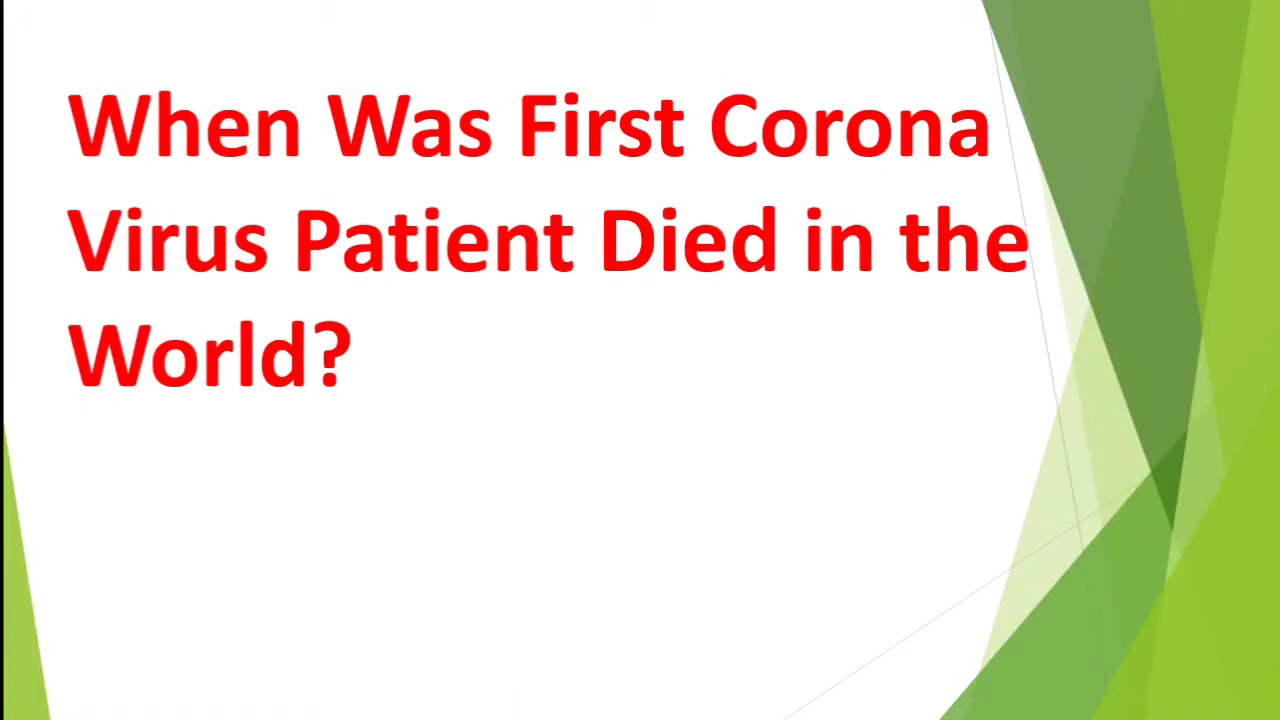 When Was First Corona
Virus Patient Died in the
World?